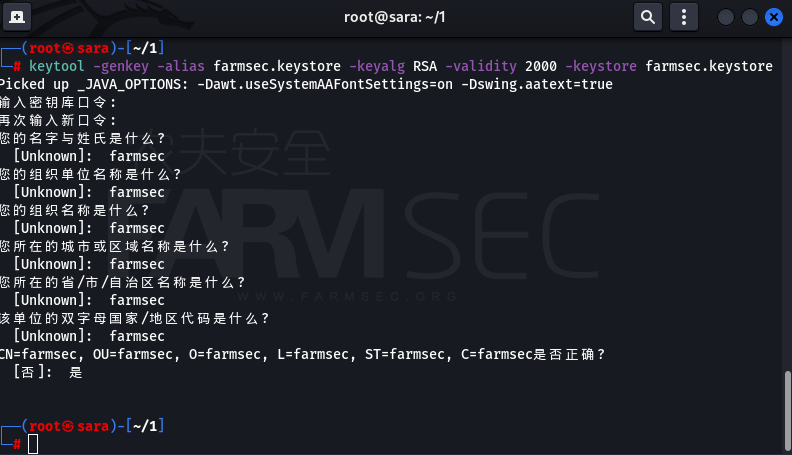 root@sara: ~/1
┌──(root㉿sara)-[~/1]
└─# keytool -genkey -alias farmsec.keystore -keyalg RSA -validity 2000 -keystore farmsec.keystore
Picked up _JAVA_OPTIONS: -Dawt.useSystemAAFontSettings=on -Dswing.aatext=true
输入密钥库口令:
再次输入新口令:
您的名字与姓氏是什么?
[Unknown]: farmsec
您的组织单位名称是什么?
[Unknown]: farmsec
您的组织名称是什么?
[Unknown]: farmsec
您所在的城市或区域名称是什么?
[Unknown]: farmsec
您所在的省/市/自治区名称是什么?
[Unknown]: farmsec
该单位的双字母国家/地区代码是什么?
[Unknown]: farmsec
CN=farmsec, OU=farmsec, O=farmsec, L=farmsec, ST=farmsec, C=farmsec是否正确?
[否]: 是
┌──(root㉿sara)-[~/1]
└─#
农夫安全
FARMSEC
WWW.FARMSEC.ORG